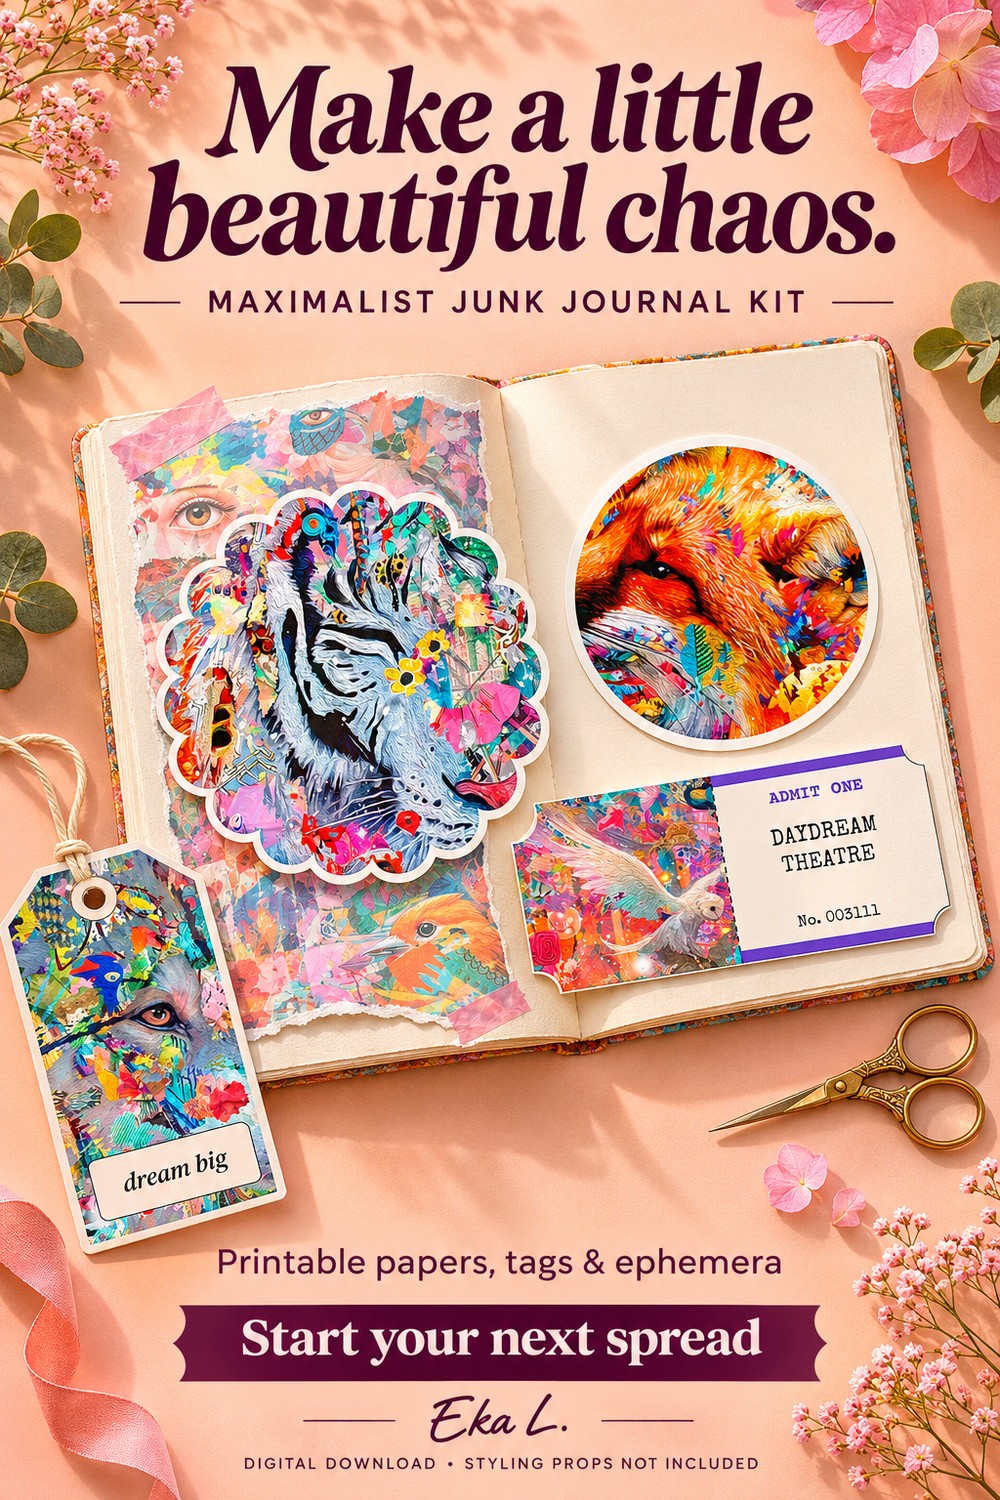 Make a little
beautiful chaos.
MAXIMALIST JUNK JOURNAL KIT
ADMIT ONE
DAYDREAM
THEATRE
No. 003111
dream big
Printable papers, tags & ephemera
Start your next spread
Eka L.
DIGITAL DOWNLOAD • STYLING PROPS NOT INCLUDED